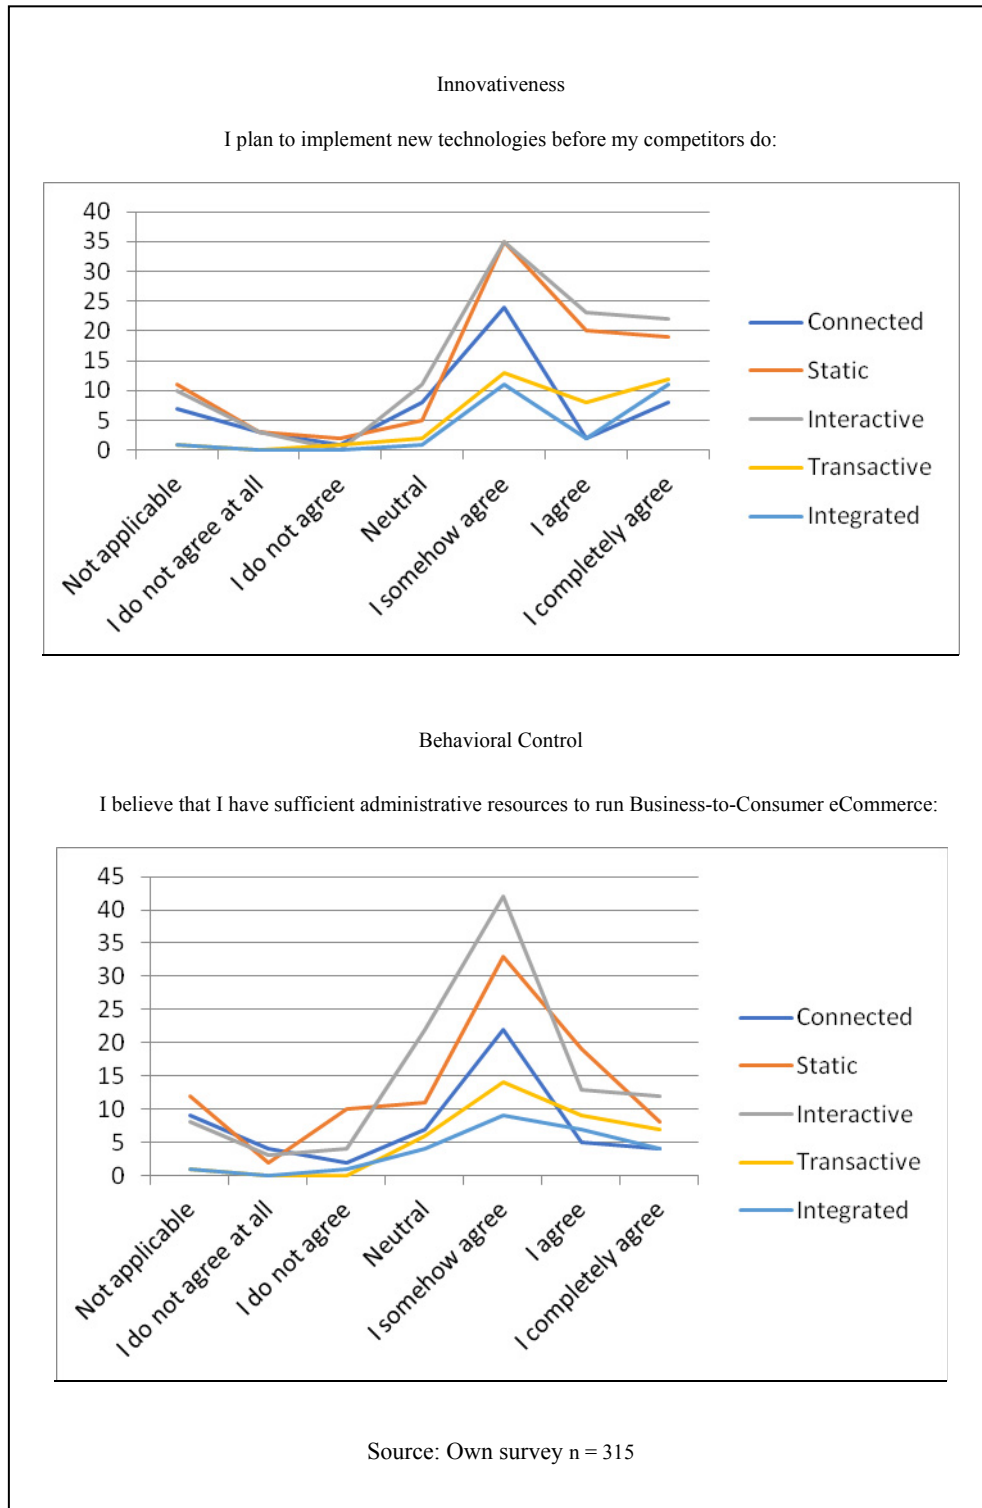 Innovativeness
I plan to implement new technologies before my competitors do:
40
35
30
25
20
15
10
5
0
Not applicable
I do not agree at all
I do not agree
Neutral
I somehow agree
I agree
I completely agree
Connected
Static
Interactive
Transactive
Integrated
Behavioral Control
I believe that I have sufficient administrative resources to run Business-to-Consumer eCommerce:
45
40
35
30
25
20
15
10
5
0
Not applicable
I do not agree at all
I do not agree
Neutral
I somehow agree
I agree
I completely agree
Connected
Static
Interactive
Transactive
Integrated
Source: Own survey n = 315